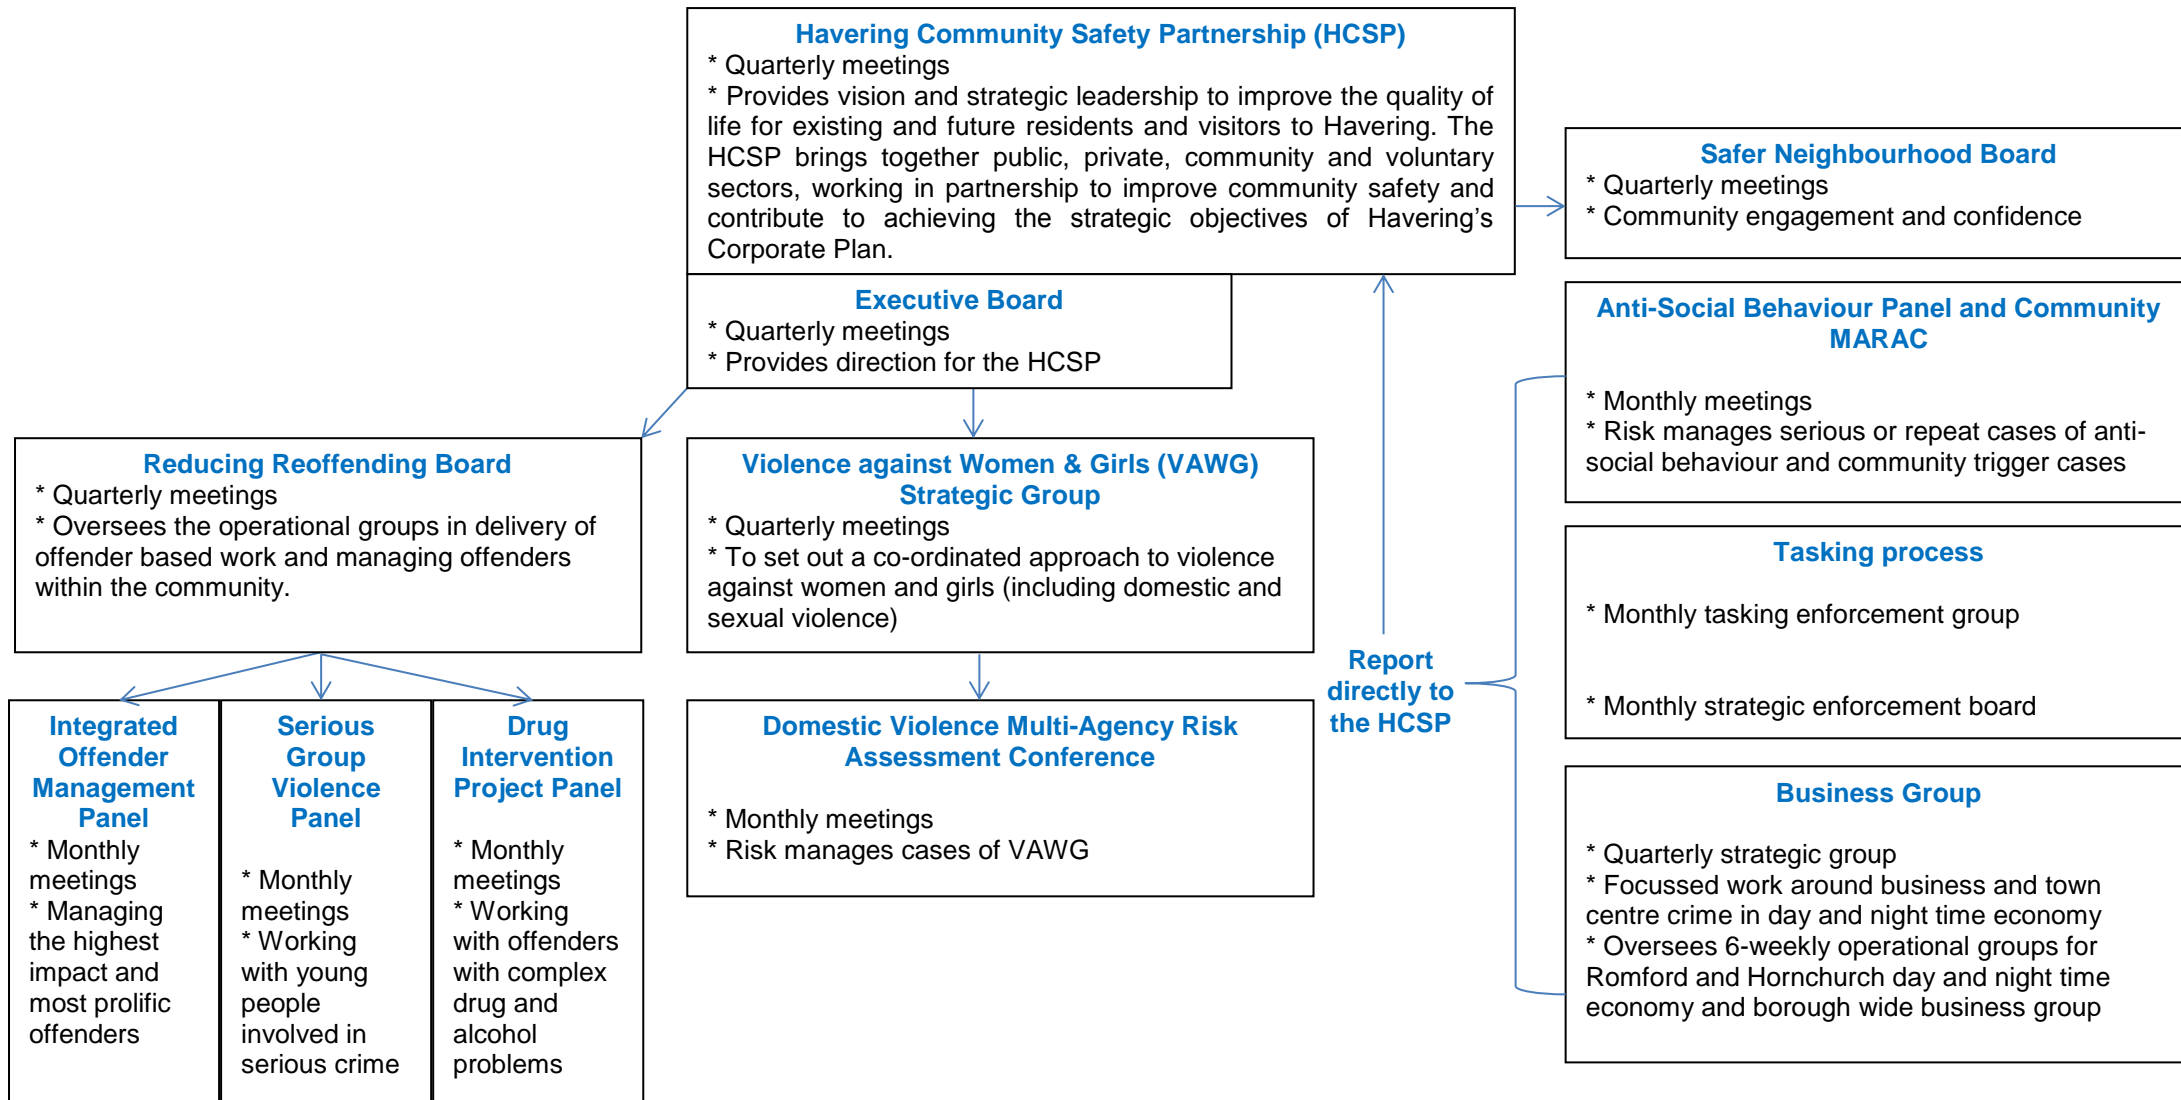 Havering Community Safety Partnership (HCSP)
* Quarterly meetings
* Provides vision and strategic leadership to improve the quality of
life for existing and future residents and visitors to Havering. The
HCSP brings together public, private, community and voluntary
sectors, working in partnership to improve community safety and
contribute to achieving the strategic objectives of Havering’s
Corporate Plan.
Executive Board
* Quarterly meetings
* Provides direction for the HCSP
Safer Neighbourhood Board
* Quarterly meetings
* Community engagement and confidence
Anti-Social Behaviour Panel and Community
MARAC
* Monthly meetings
* Risk manages serious or repeat cases of anti-
social behaviour and community trigger cases
Reducing Reoffending Board
* Quarterly meetings
* Oversees the operational groups in delivery of
offender based work and managing offenders
within the community.
Violence against Women & Girls (VAWG)
Strategic Group
* Quarterly meetings
* To set out a co-ordinated approach to violence
against women and girls (including domestic and
sexual violence)
Tasking process
* Monthly tasking enforcement group
* Monthly strategic enforcement board
Report
directly to
the HCSP
Integrated
Offender
Management
Panel
* Monthly
meetings
* Managing
the highest
impact and
most prolific
offenders
Serious
Group
Violence
Panel
* Monthly
meetings
* Working
with young
people
involved in
serious crime
Drug
Intervention
Project Panel
* Monthly
meetings
* Working
with offenders
with complex
drug and
alcohol
problems
Domestic Violence Multi-Agency Risk
Assessment Conference
* Monthly meetings
* Risk manages cases of VAWG
Business Group
* Quarterly strategic group
* Focussed work around business and town
centre crime in day and night time economy
* Oversees 6-weekly operational groups for
Romford and Hornchurch day and night time
economy and borough wide business group